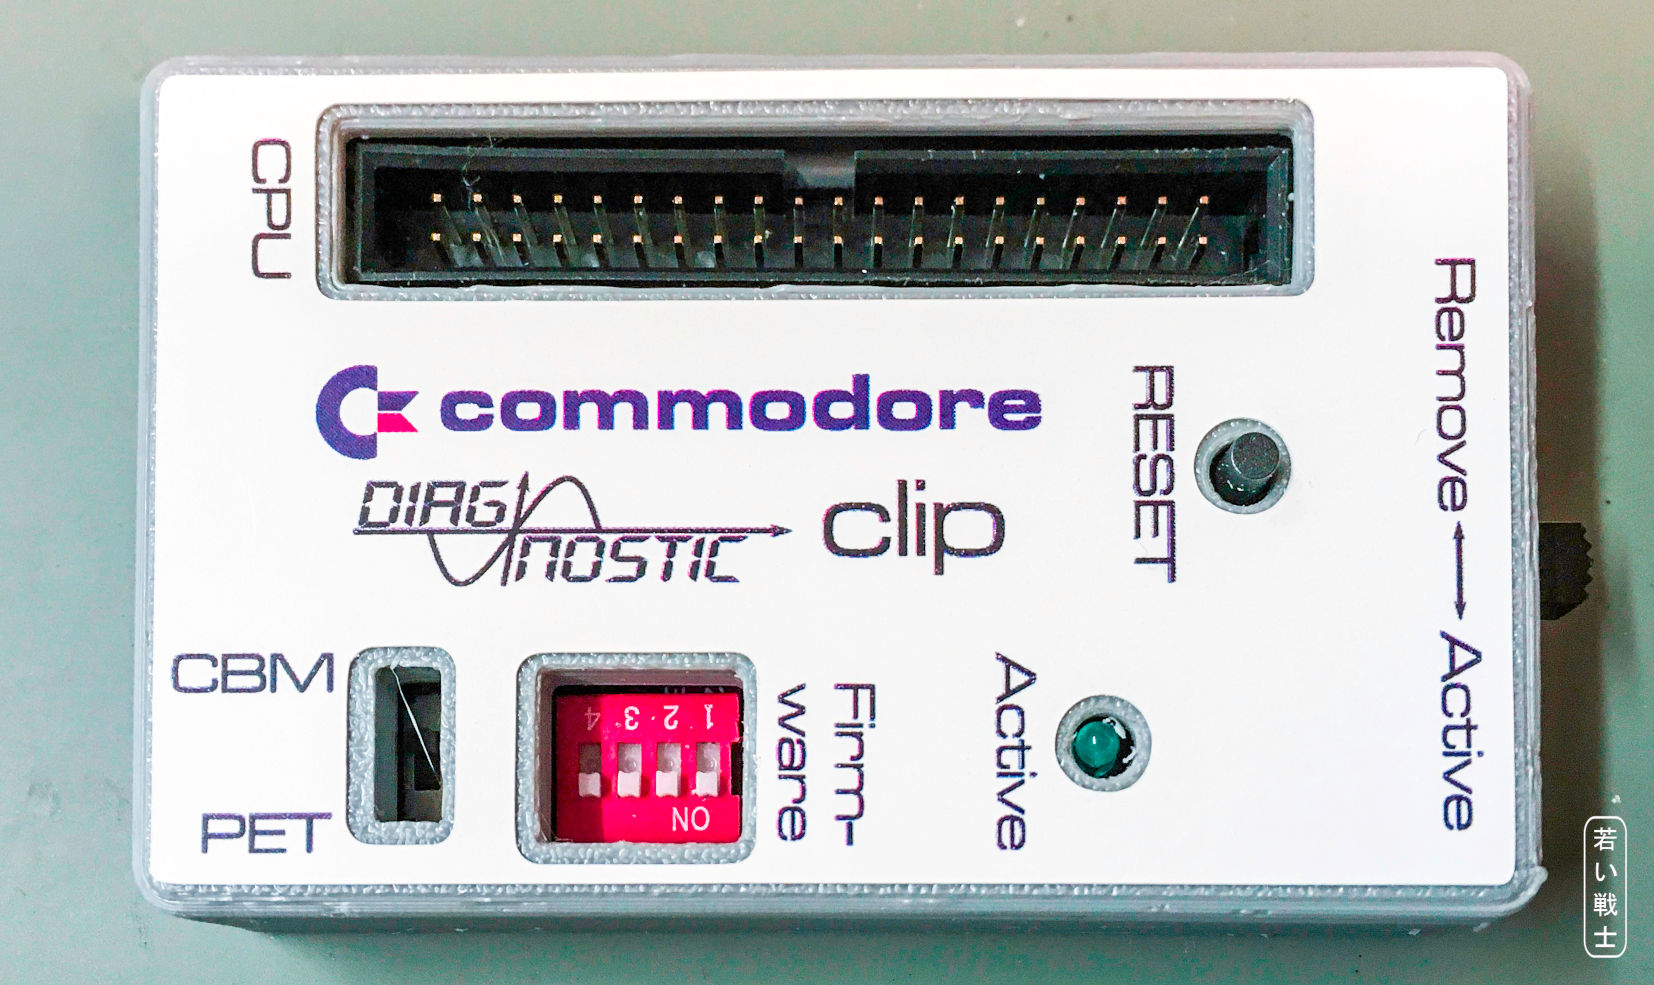 CPU
commodore
DIAG
NOSTIC
clip
RESET
Remove ↔ Active
CBM
PET
1 2 3 4
ON
Firm-
ware
Active
若い戦士